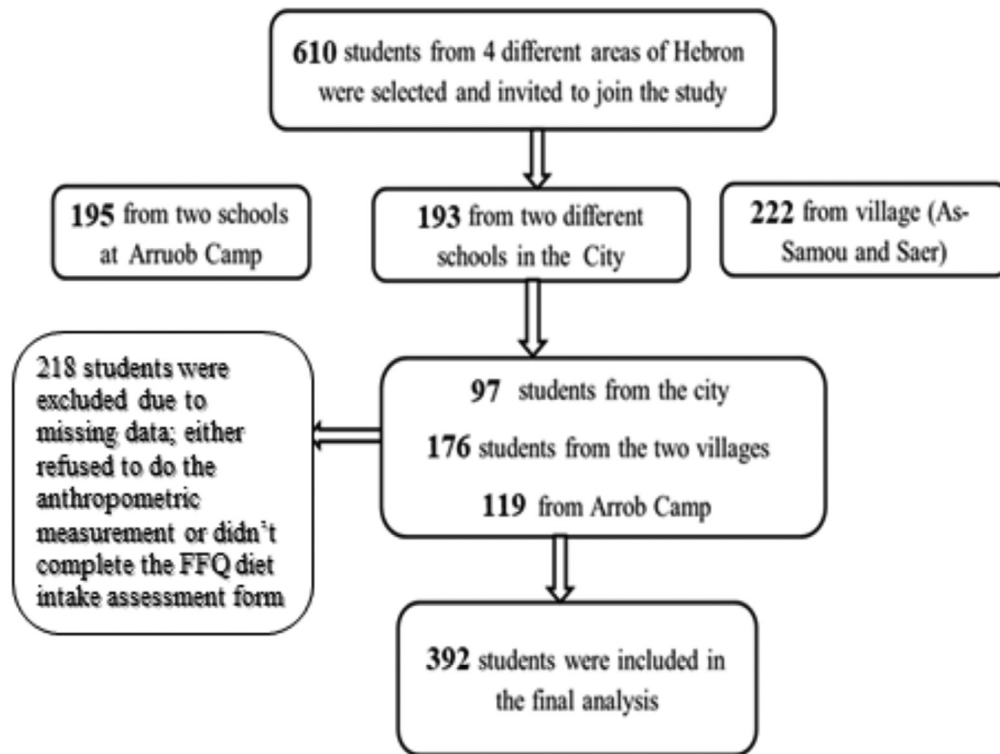 610 students from 4 different areas of Hebron
were selected and invited to join the study
195 from two schools
at Arruob Camp
193 from two different
schools in the City
222 from village (As-
Samou and Saer)
218 students were
excluded due to
missing data; either
refused to do the
anthropometric
measurement or didn't
complete the FFQ diet
intake assessment form
97 students from the city
176 students from the two villages
119 from Arrob Camp
392 students were included in
the final analysis